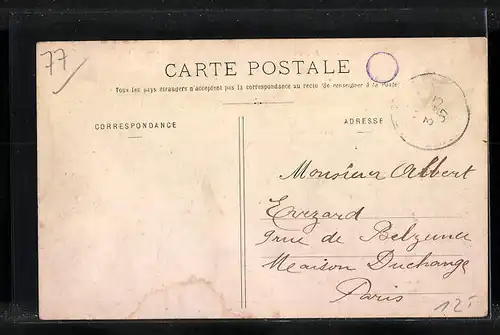 77
CARTE POSTALE
Tous les pays étrangers n'acceptent pas la correspondance au recto (Se renseigner à la Poste)
CORRESPONDANCE
ADRESSE
Monsieur Albert
Evezard
9 rue de Belzunce
Maison Duchange
Paris